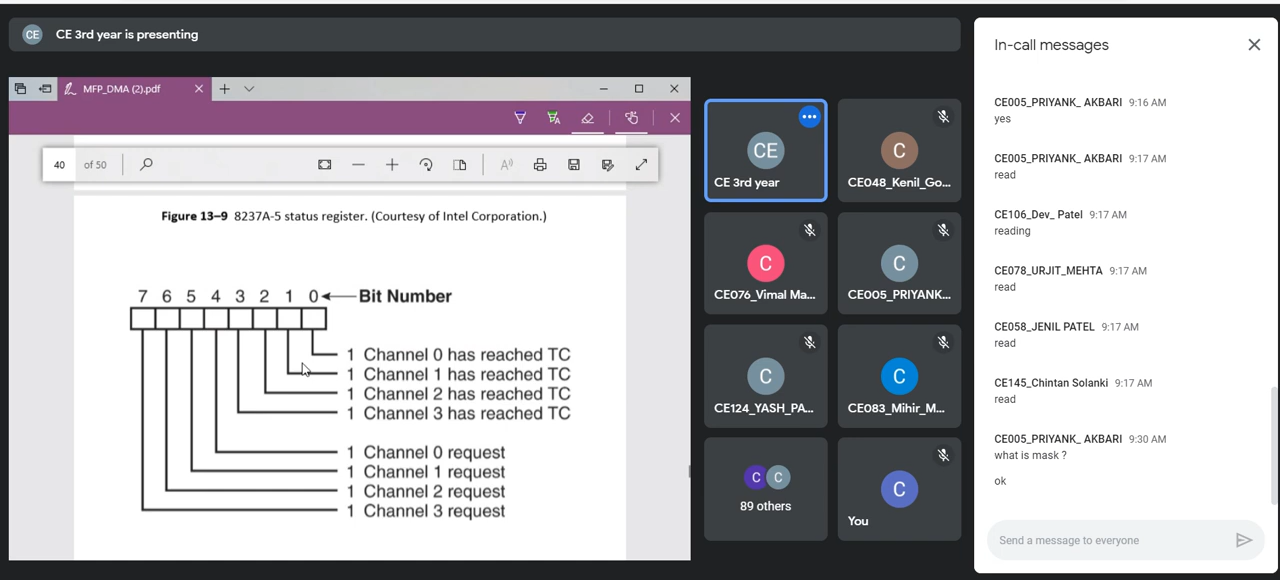 CE CE 3rd year is presenting
MFP_DMA (2).pdf
40 of 50
Figure 13–9 8237A-5 status register. (Courtesy of Intel Corporation.)
7 6 5 4 3 2 1 0 Bit Number
1 Channel 0 has reached TC
1 Channel 1 has reached TC
1 Channel 2 has reached TC
1 Channel 3 has reached TC
1 Channel 0 request
1 Channel 1 request
1 Channel 2 request
1 Channel 3 request
CE
CE 3rd year
C
CE048_Kenil_Go...
C
CE076_Vimal Ma...
C
CE005_PRIYANK...
C
CE124_YASH_PA...
C
CE083_Mihir_M...
C C
89 others
C
You
In-call messages
CE005_PRIYANK_ AKBARI 9:16 AM
yes
CE005_PRIYANK_ AKBARI 9:17 AM
read
CE106_Dev_ Patel 9:17 AM
reading
CE078_URJIT_MEHTA 9:17 AM
read
CE058_JENIL PATEL 9:17 AM
read
CE145_Chintan Solanki 9:17 AM
read
CE005_PRIYANK_ AKBARI 9:30 AM
what is mask ?
ok
Send a message to everyone